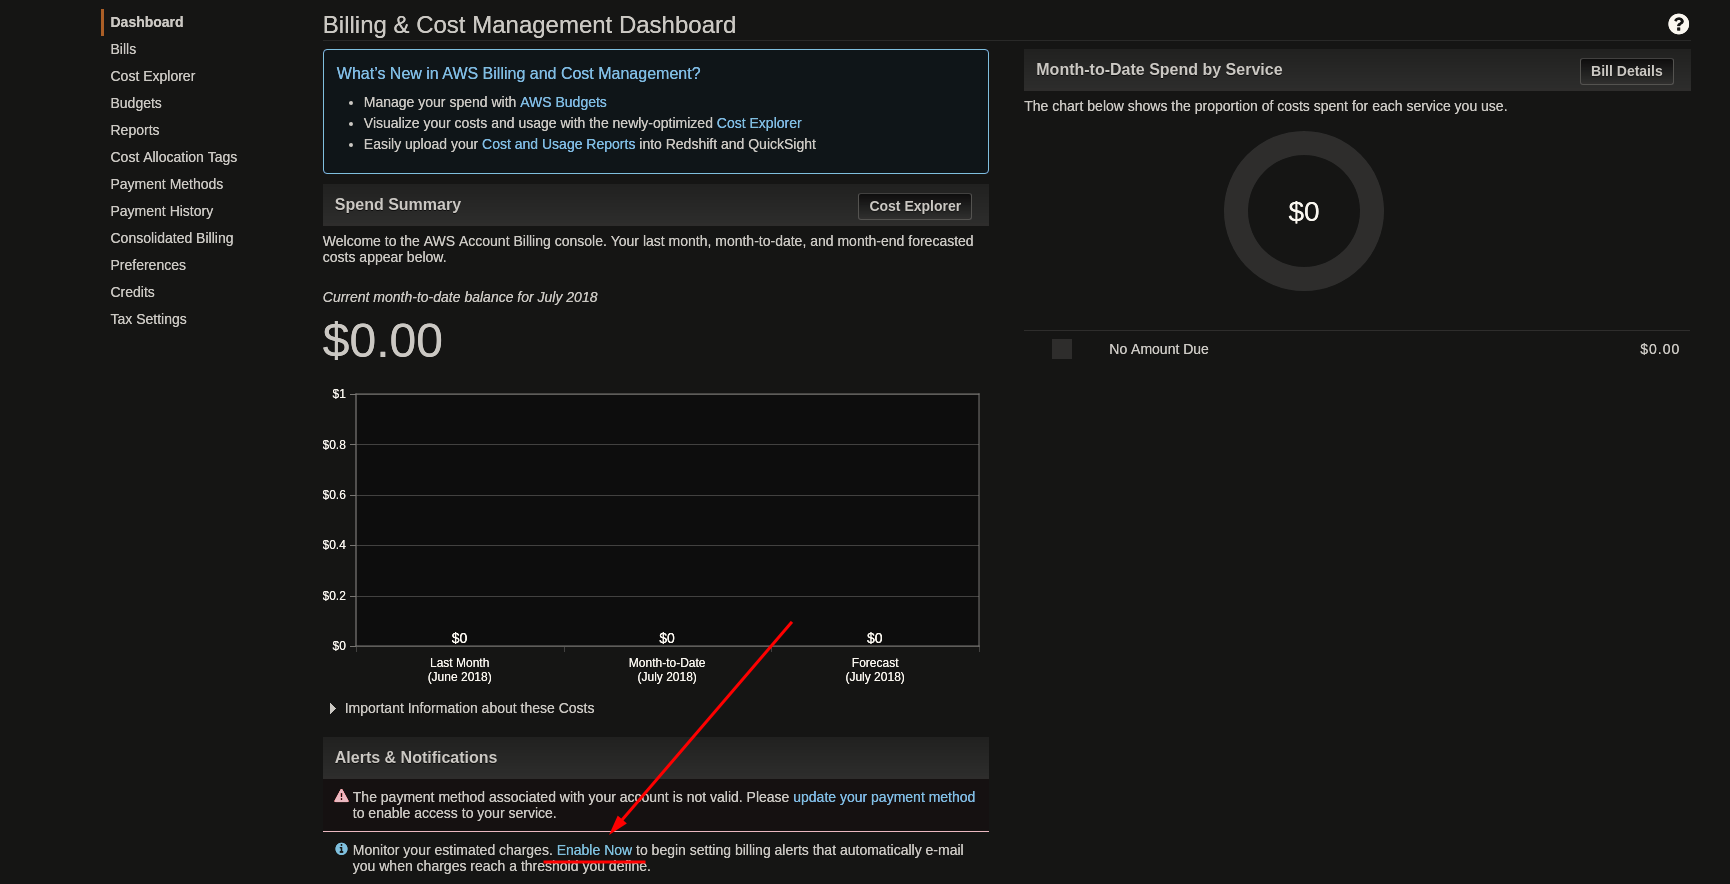 Dashboard
Bills
Cost Explorer
Budgets
Reports
Cost Allocation Tags
Payment Methods
Payment History
Consolidated Billing
Preferences
Credits
Tax Settings
Billing & Cost Management Dashboard
?
What's New in AWS Billing and Cost Management?
Manage your spend with AWS Budgets
Visualize your costs and usage with the newly-optimized Cost Explorer
Easily upload your Cost and Usage Reports into Redshift and QuickSight
Spend Summary
Cost Explorer
Welcome to the AWS Account Billing console. Your last month, month-to-date, and month-end forecasted
costs appear below.
Current month-to-date balance for July 2018
$0.00
$1
$0.8
$0.6
$0.4
$0.2
$0
$0 $0 $0
Last Month Month-to-Date Forecast
(June 2018) (July 2018) (July 2018)
Important Information about these Costs
Alerts & Notifications
The payment method associated with your account is not valid. Please update your payment method
to enable access to your service.
Monitor your estimated charges. Enable Now to begin setting billing alerts that automatically e-mail
you when charges reach a threshold you define.
Month-to-Date Spend by Service
Bill Details
The chart below shows the proportion of costs spent for each service you use.
$0
No Amount Due $0.00